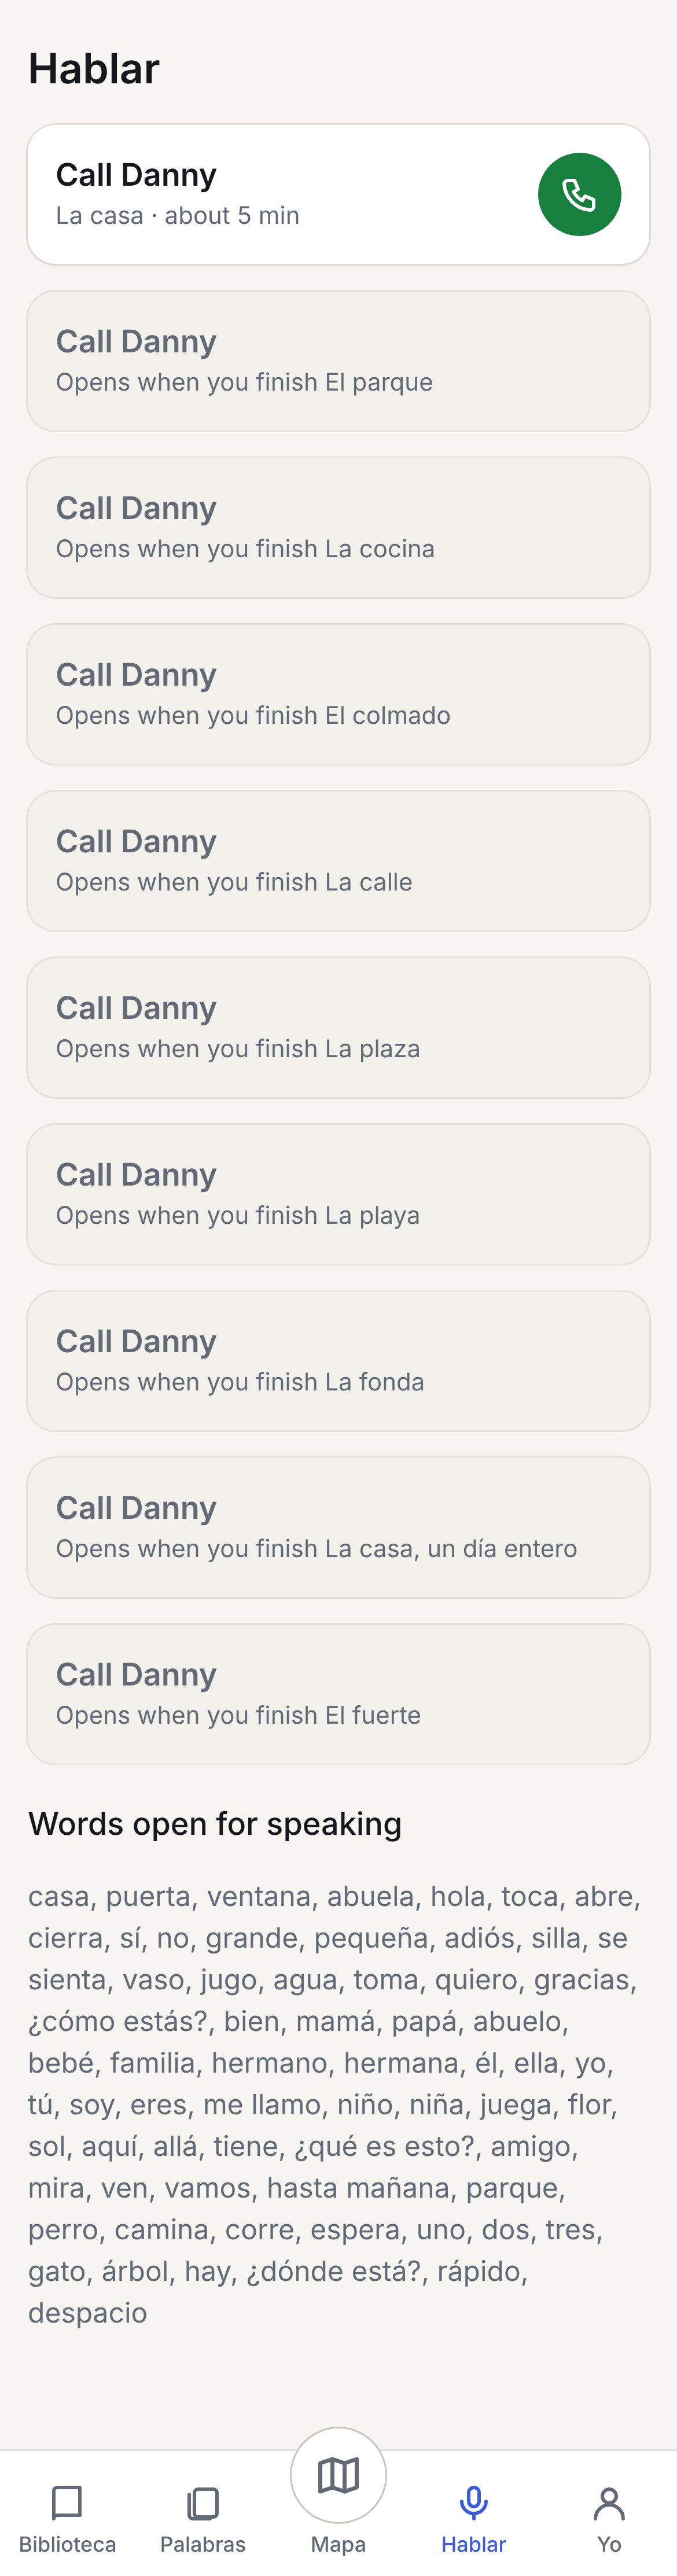 Hablar
Call Danny
La casa · about 5 min
Call Danny
Opens when you finish El parque
Call Danny
Opens when you finish La cocina
Call Danny
Opens when you finish El colmado
Call Danny
Opens when you finish La calle
Call Danny
Opens when you finish La plaza
Call Danny
Opens when you finish La playa
Call Danny
Opens when you finish La fonda
Call Danny
Opens when you finish La casa, un día entero
Call Danny
Opens when you finish El fuerte
Words open for speaking
casa, puerta, ventana, abuela, hola, toca, abre,
cierra, sí, no, grande, pequeña, adiós, silla, se
sienta, vaso, jugo, agua, toma, quiero, gracias,
¿cómo estás?, bien, mamá, papá, abuelo,
bebé, familia, hermano, hermana, él, ella, yo,
tú, soy, eres, me llamo, niño, niña, juega, flor,
sol, aquí, allá, tiene, ¿qué es esto?, amigo,
mira, ven, vamos, hasta mañana, parque,
perro, camina, corre, espera, uno, dos, tres,
gato, árbol, hay, ¿dónde está?, rápido,
despacio
Biblioteca
Palabras
Mapa
Hablar
Yo